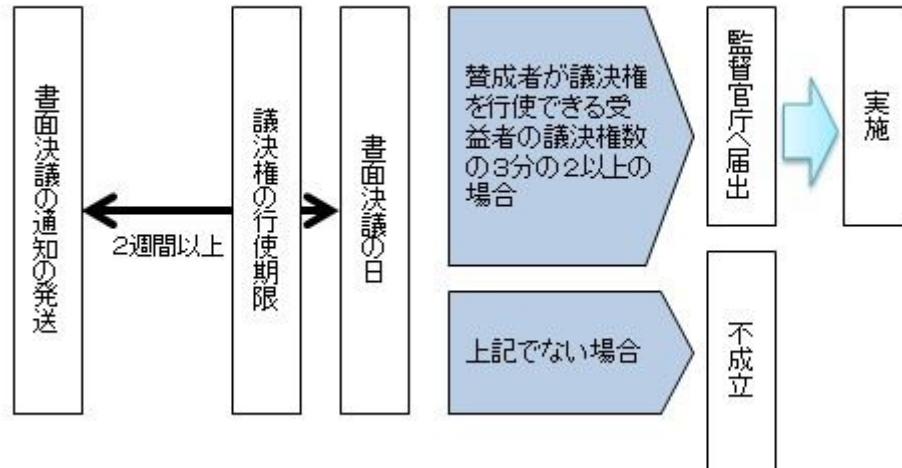 書面決議の通知の発送
2週間以上
議決権の行使期限
書面決議の日
賛成者が議決権
を行使できる受
益者の議決権数
の3分の2以上の
場合
監督官庁へ届出
実施
上記でない場合
不成立